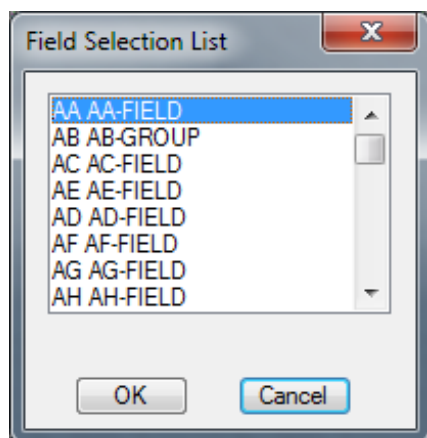 Field Selection List
AA AA-FIELD
AB AB-GROUP
AC AC-FIELD
AE AE-FIELD
AD AD-FIELD
AF AF-FIELD
AG AG-FIELD
AH AH-FIELD
OK Cancel